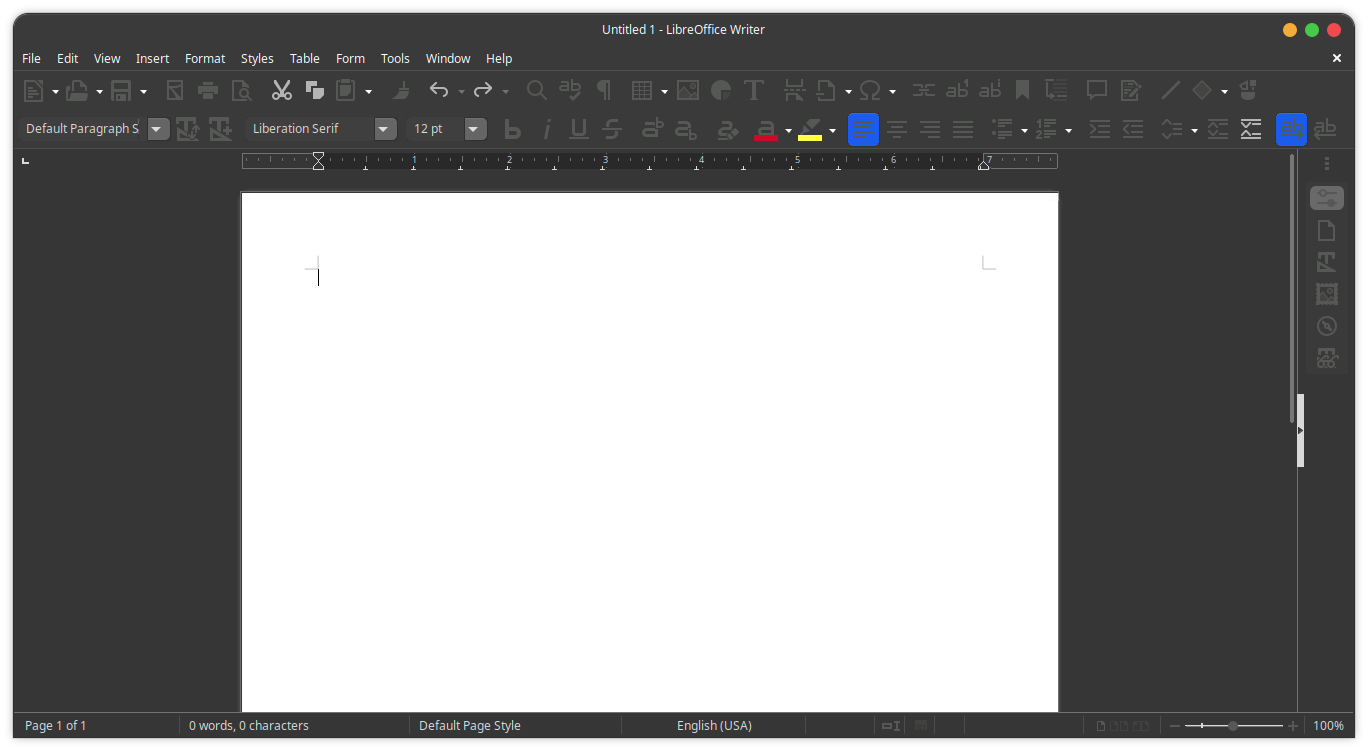 Untitled 1 - LibreOffice Writer
File Edit View Insert Format Styles Table Form Tools Window Help
Default Paragraph S Liberation Serif 12 pt
1 2 3 4 5 6 7
Page 1 of 1 0 words, 0 characters Default Page Style English (USA) 100%